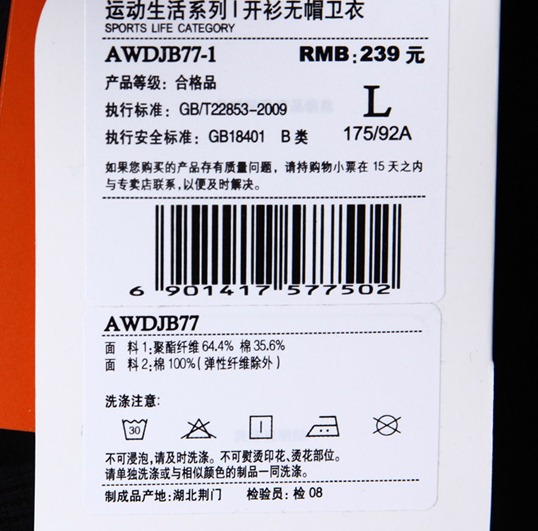 运动生活系列 | 开衫无帽卫衣
SPORTS LIFE CATEGORY
AWDJB77-1 RMB:239 元
产品等级: 合格品
执行标准: GB/T22853-2009 L
执行安全标准: GB18401 B 类 175/92A
如果您购买的产品存有质量问题，请持购物小票在 15 天之内
与专卖店联系,以便及时解决。
6 901417 577502
AWDJB77
面 料1:聚酯纤维 64.4% 棉 35.6%
面 料2:棉 100% (弹性纤维除外)
洗涤注意:
30
不可浸泡,请及时洗涤。不可熨烫印花、烫花部位。
请单独洗涤或与相似颜色的制品一同洗涤。
制成品产地:湖北荆门 检验员: 检 08